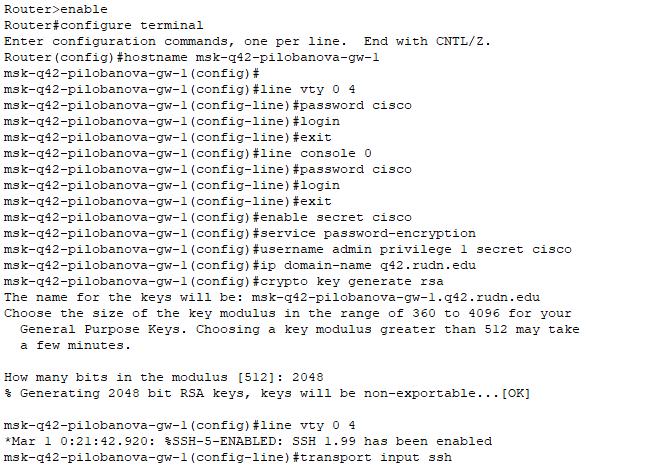 Router>enable
Router#configure terminal
Enter configuration commands, one per line.  End with CNTL/Z.
Router(config)#hostname msk-q42-pilobanova-gw-1
msk-q42-pilobanova-gw-1(config)#
msk-q42-pilobanova-gw-1(config)#line vty 0 4
msk-q42-pilobanova-gw-1(config-line)#password cisco
msk-q42-pilobanova-gw-1(config-line)#login
msk-q42-pilobanova-gw-1(config-line)#exit
msk-q42-pilobanova-gw-1(config)#line console 0
msk-q42-pilobanova-gw-1(config-line)#password cisco
msk-q42-pilobanova-gw-1(config-line)#login
msk-q42-pilobanova-gw-1(config-line)#exit
msk-q42-pilobanova-gw-1(config)#enable secret cisco
msk-q42-pilobanova-gw-1(config)#service password-encryption
msk-q42-pilobanova-gw-1(config)#username admin privilege 1 secret cisco
msk-q42-pilobanova-gw-1(config)#ip domain-name q42.rudn.edu
msk-q42-pilobanova-gw-1(config)#crypto key generate rsa
The name for the keys will be: msk-q42-pilobanova-gw-1.q42.rudn.edu
Choose the size of the key modulus in the range of 360 to 4096 for your
  General Purpose Keys. Choosing a key modulus greater than 512 may take
  a few minutes.

How many bits in the modulus [512]: 2048
% Generating 2048 bit RSA keys, keys will be non-exportable...[OK]

msk-q42-pilobanova-gw-1(config)#line vty 0 4
*Mar 1 0:21:42.920: %SSH-5-ENABLED: SSH 1.99 has been enabled
msk-q42-pilobanova-gw-1(config-line)#transport input ssh